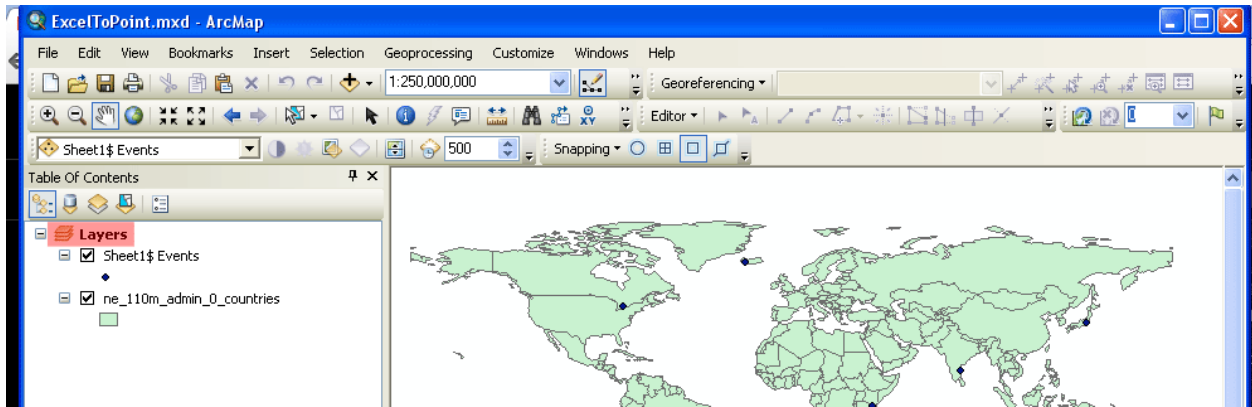 ExcelToPoint.mxd - ArcMap
File Edit View Bookmarks Insert Selection Geoprocessing Customize Windows Help
1:250,000,000 Georeferencing
Editor
Sheet1$ Events 500 Snapping
Table Of Contents
Layers
Sheet1$ Events
ne_110m_admin_0_countries